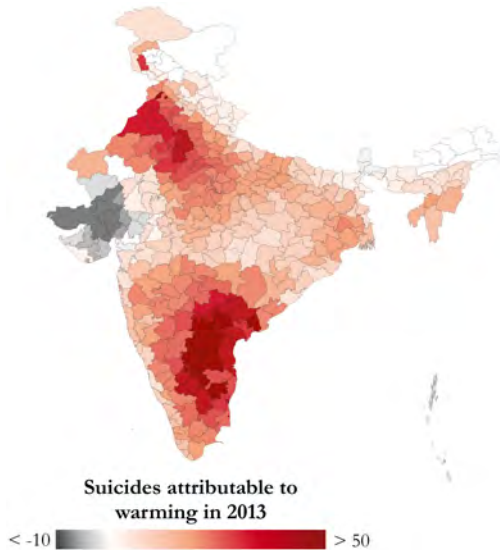 Suicides attributable to
warming in 2013
< -10 > 50